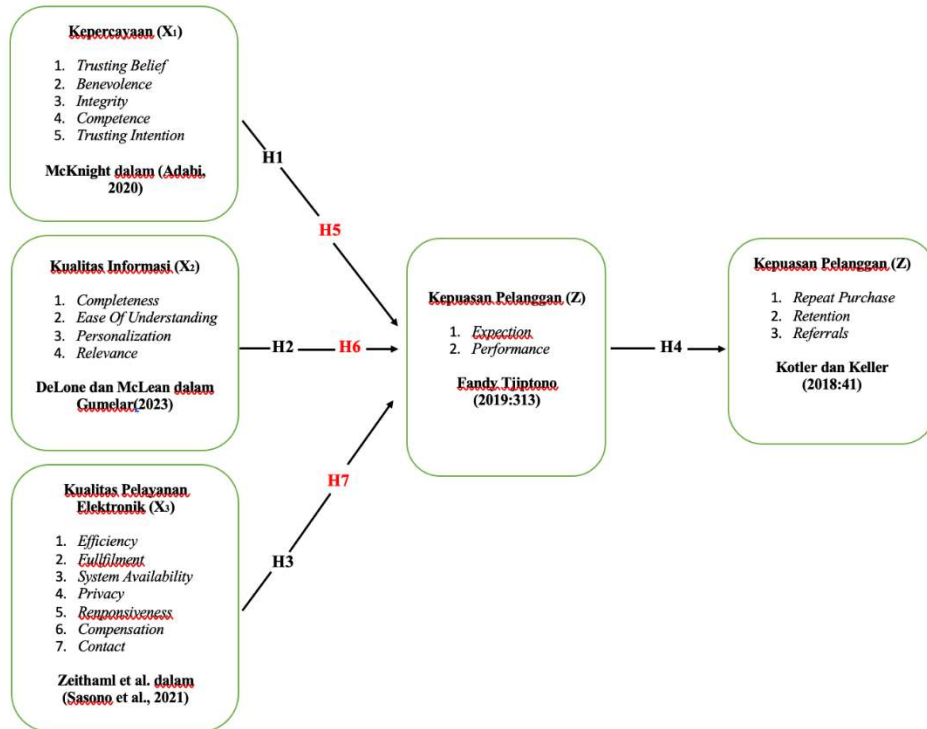 Kepercayaan (X1)
1. Trusting Belief
2. Benevolence
3. Integrity
4. Competence
5. Trusting Intention
McKnight dalam (Adabi,
2020)
H1
H5
Kualitas Informasi (X2)
1. Completeness
2. Ease Of Understanding
3. Personalization
4. Relevance
DeLone dan McLean dalam
Gumelar(2023)
H2
H6
Kualitas Pelayanan
Elektronik (X3)
1. Efficiency
2. Fullfilment
3. System Availability
4. Privacy
5. Renponsiveness
6. Compensation
7. Contact
Zeithaml et al. dalam
(Sasono et al., 2021)
H3
H7
Kepuasan Pelanggan (Z)
1. Expection
2. Performance
Fandy Tjiptono
(2019:313)
H4
Kepuasan Pelanggan (Z)
1. Repeat Purchase
2. Retention
3. Referrals
Kotler dan Keller
(2018:41)